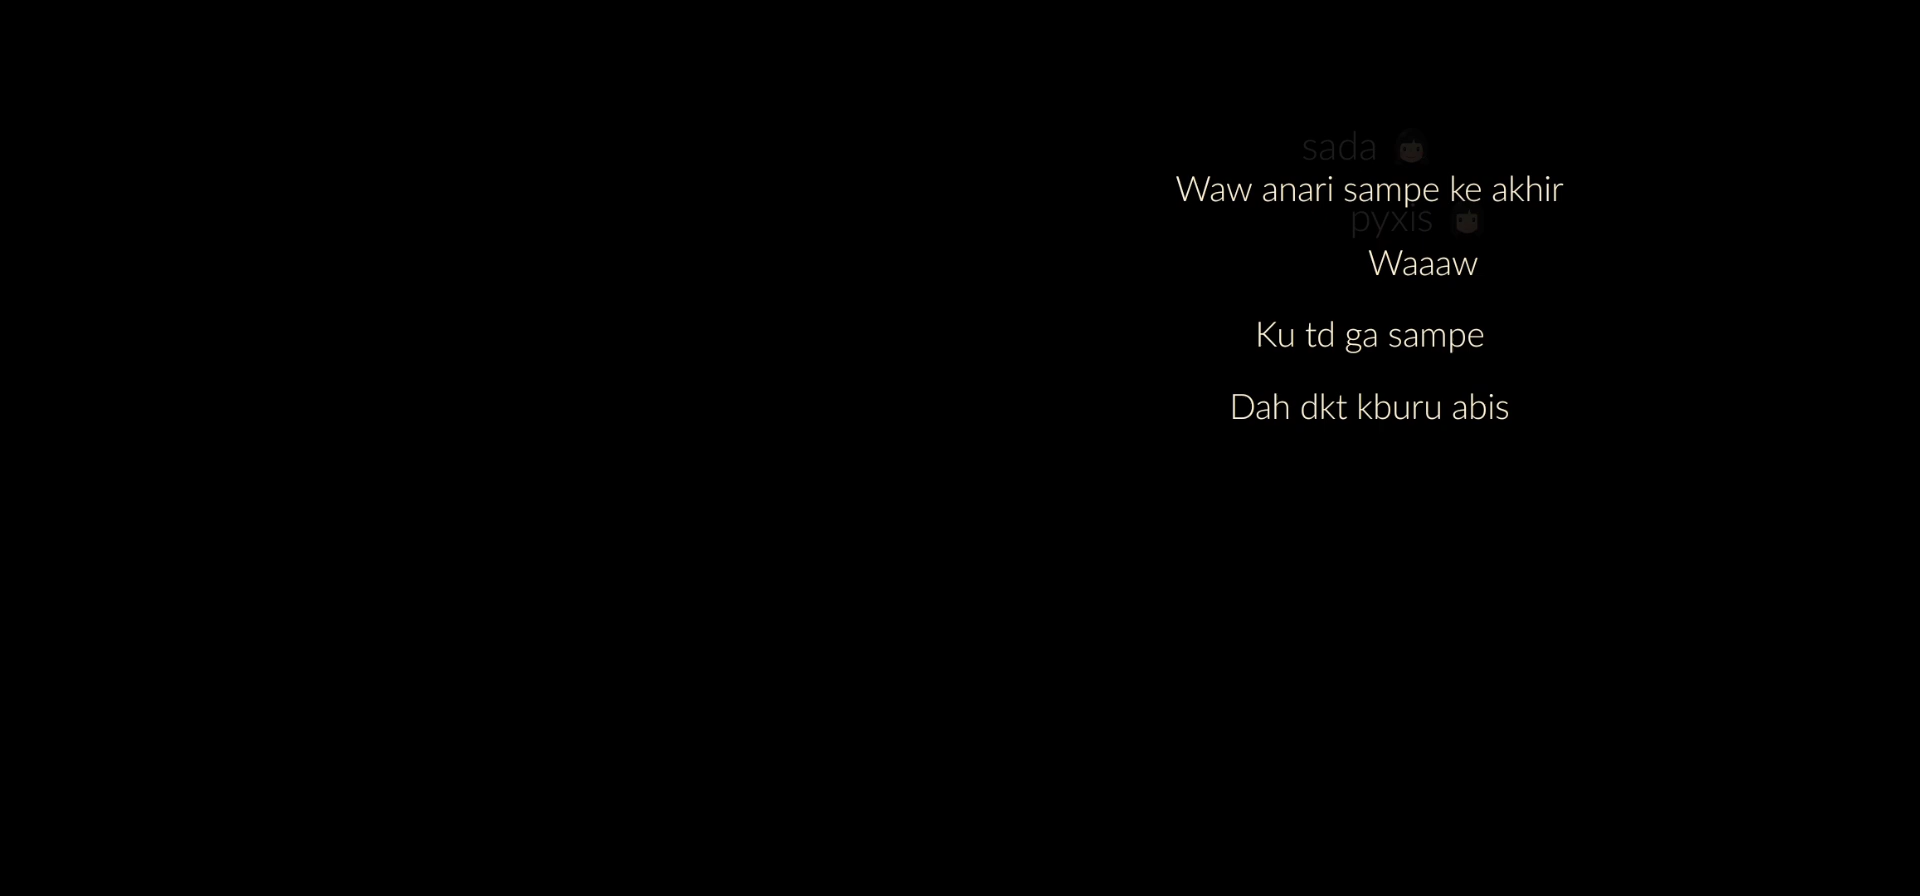 sada
Waw anari sampe ke akhir
pyxis
Waaaw
Ku td ga sampe
Dah dkt kburu abis